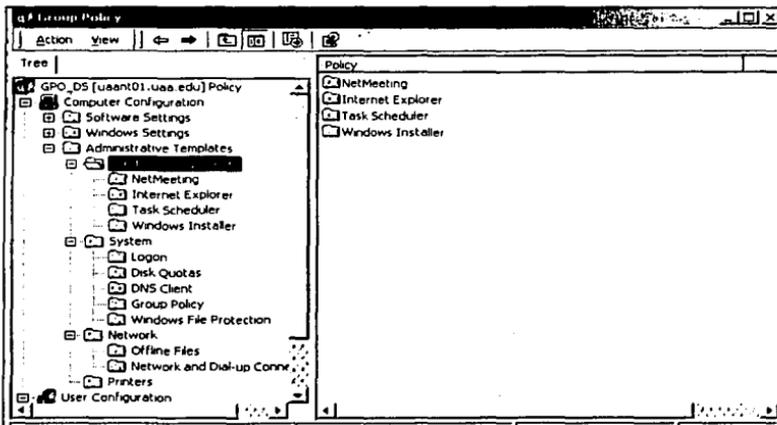 Group Policy
Action View
Tree
Policy
GPO_DS [uaant01.uaa.edu] Policy
Computer Configuration
Software Settings
Windows Settings
Administrative Templates
NetMeeting
Internet Explorer
Task Scheduler
Windows Installer
System
Logon
Disk Quotas
DNS Client
Group Policy
Windows File Protection
Network
Offline Files
Network and Dial-up Conne
Printers
User Configuration
NetMeeting
Internet Explorer
Task Scheduler
Windows Installer